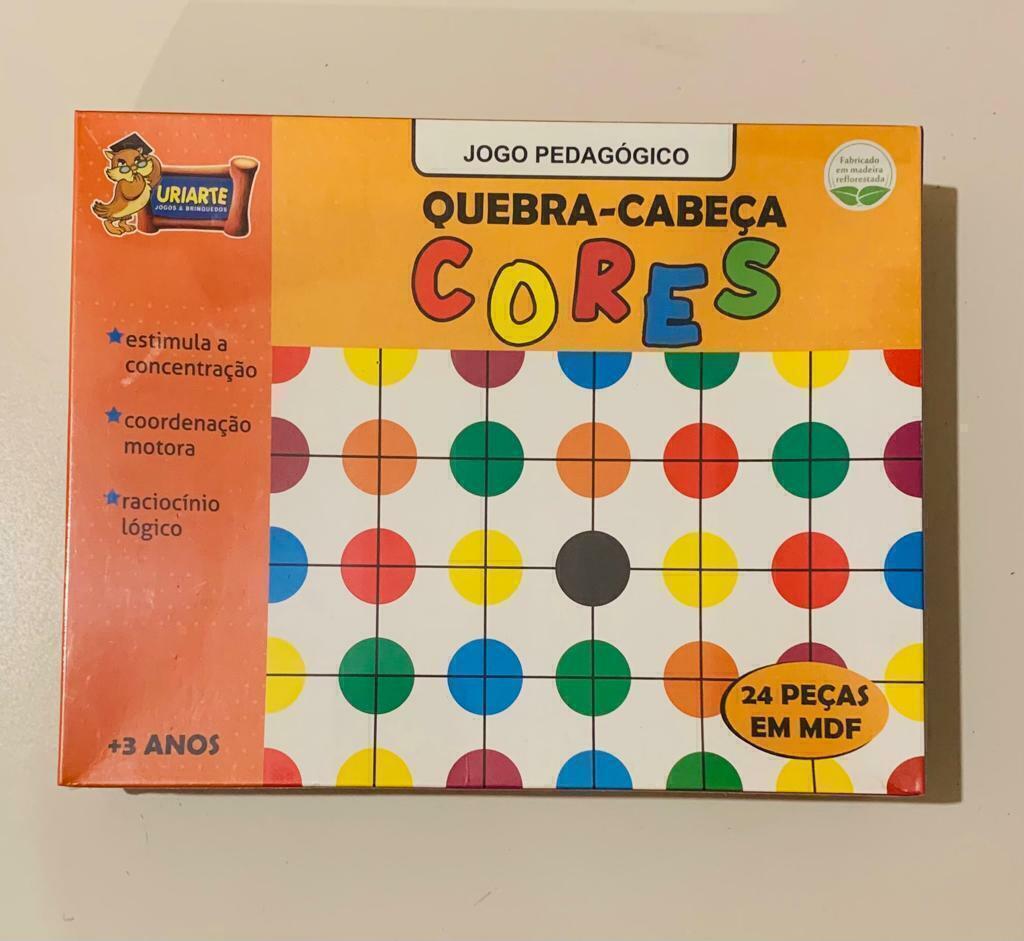 JOGO PEDAGÓGICO
QUEBRA-CABEÇA
CORES
Fabricado
em madeira
reflorestada
URIARTE
JOGOS & BRINQUEDOS
estimula a
concentração
coordenação
motora
raciocínio
lógico
+3 ANOS
24 PEÇAS
EM MDF